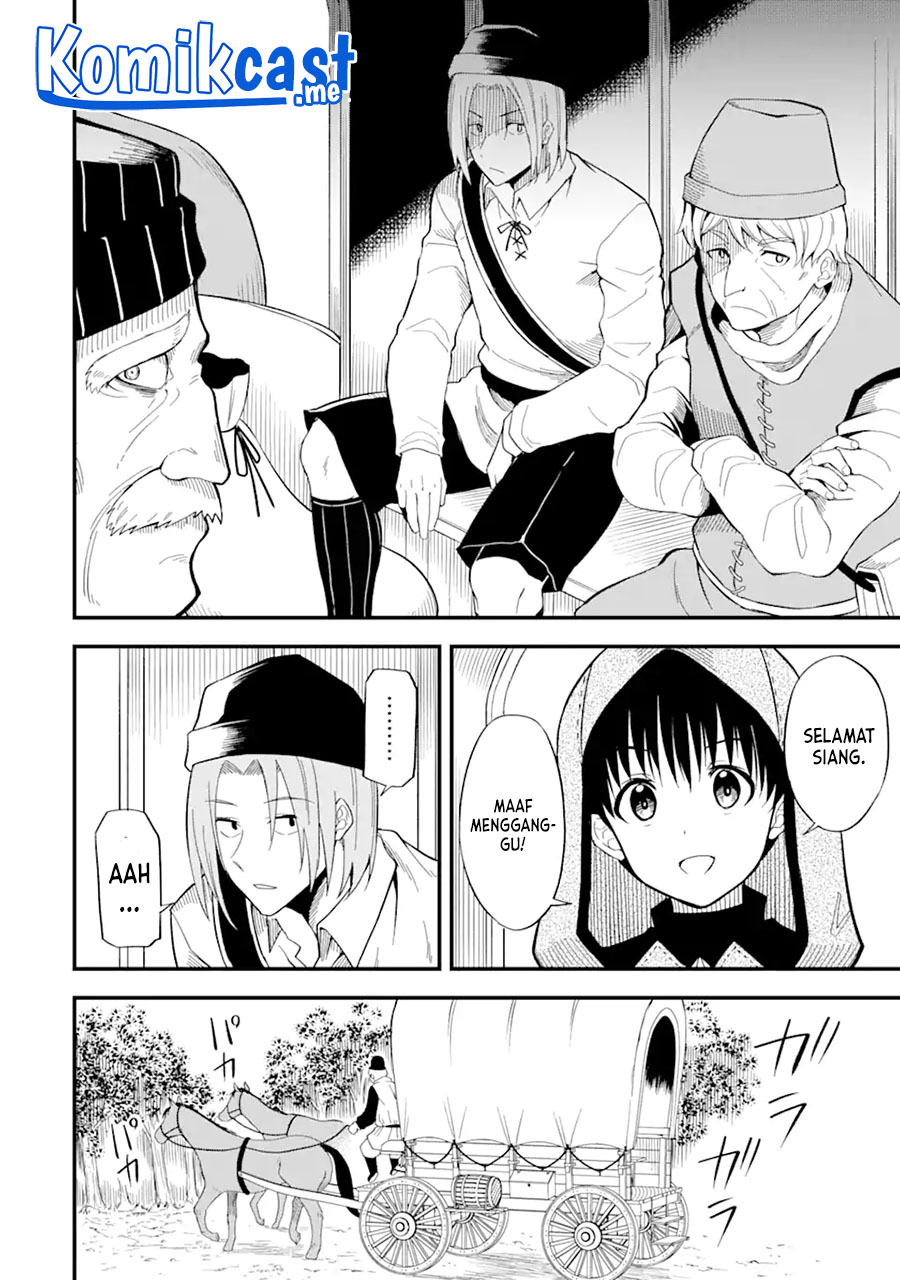 Komikcast
.me
SELAMAT
SIANG.
MAAF
MENGGANG-
GU!
.........
AAH
...
ガラ
ガラ
パカ
パカ